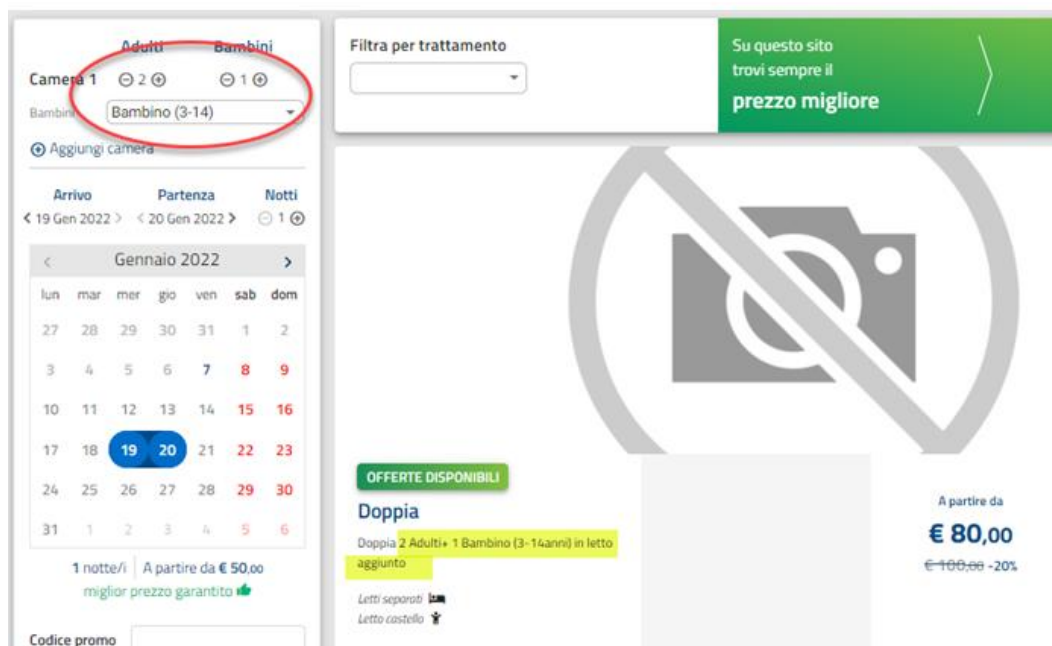 Adulti Bambini
Camera 1 2 1
Bambini Bambino (3-14)
Aggiungi camera
Arrivo Partenza Notti
19 Gen 2022 20 Gen 2022 1
Gennaio 2022
lun mar mer gio ven sab dom
27 28 29 30 31 1 2
3 4 5 6 7 8 9
10 11 12 13 14 15 16
17 18 19 20 21 22 23
24 25 26 27 28 29 30
31 1 2 3 4 5 6
1 notte/i A partire da € 50,00
miglior prezzo garantito
Codice promo
Filtra per trattamento
Su questo sito
trovi sempre il
prezzo migliore
OFFERTE DISPONIBILI
Doppia
Doppia 2 Adulti+ 1 Bambino (3-14anni) in letto
aggiunto
Letti separati
Letto castello
A partire da
€ 80,00
€ 100,00 -20%